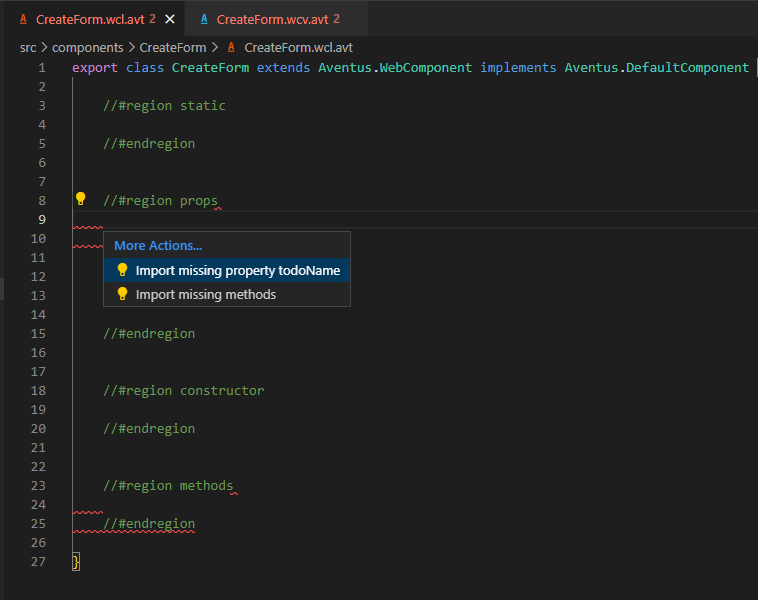 CreateForm.wcl.avt 2 CreateForm.wcv.avt 2
src > components > CreateForm > CreateForm.wcl.avt
1 export class CreateForm extends Aventus.WebComponent implements Aventus.DefaultComponent
2
3 //#region static
4
5 //#endregion
6
7
8 //#region props
9
10
More Actions...
11
Import missing property todoName
12
Import missing methods
13
14
15 //#endregion
16
17
18 //#region constructor
19
20 //#endregion
21
22
23 //#region methods
24
25 //#endregion
26
27 }